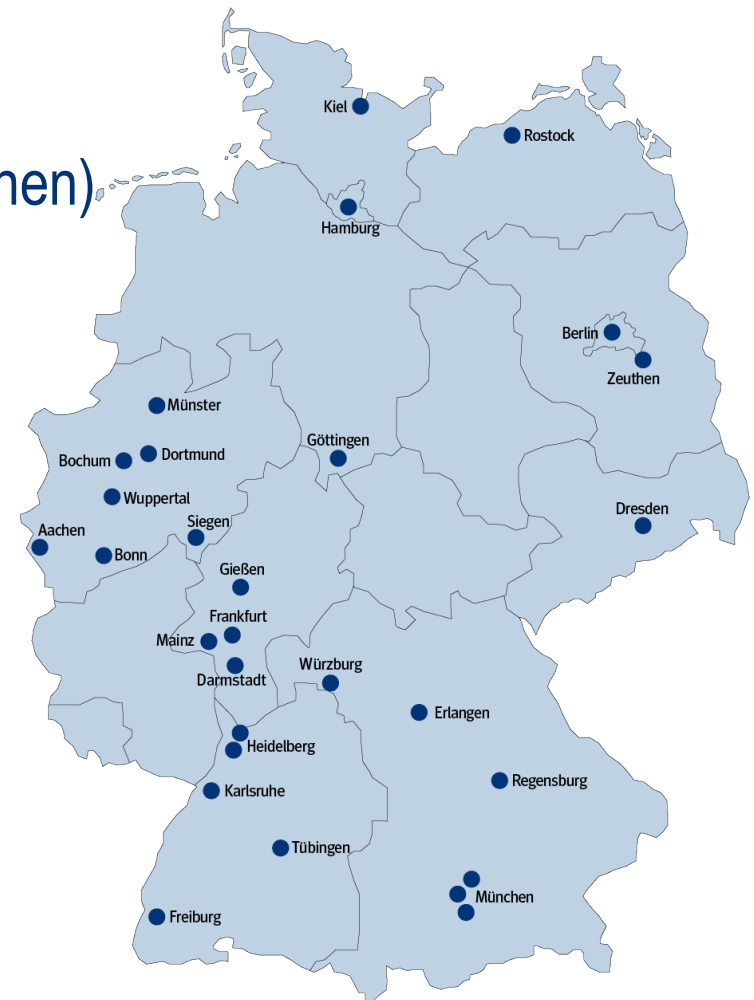 Kiel
Rostock
hen)
Hamburg
Berlin
Zeuthen
Münster
Göttingen
Dortmund
Bochum
Wuppertal
Dresden
Siegen
Aachen
Bonn
Gießen
Frankfurt
Mainz
Würzburg
Darmstadt
Erlangen
Heidelberg
Regensburg
Karlsruhe
Tübingen
München
Freiburg